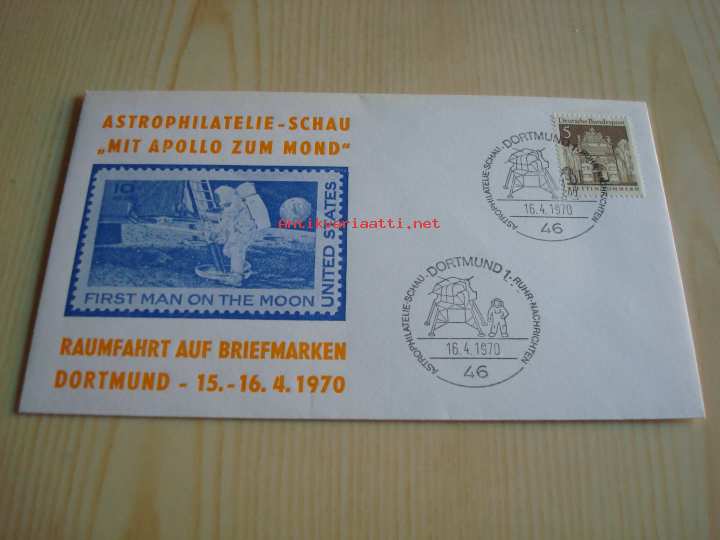 ASTROPHILATELIE-SCHAU
„MIT APOLLO ZUM MOND“
10
UNITED STATES
FIRST MAN ON THE MOON
RAUMFAHRT AUF BRIEFMARKEN
DORTMUND - 15.-16. 4. 1970
Antikvariaatti.net
Deutsche Bundespost
5
ASTROPHILATELIE-SCHAU · DORTMUND
NACHRICHTEN
16.4.1970
46
ASTROPHILATELIE-SCHAU · DORTMUND 1 · RUHR-NACHRICHTEN
16.4.1970
46